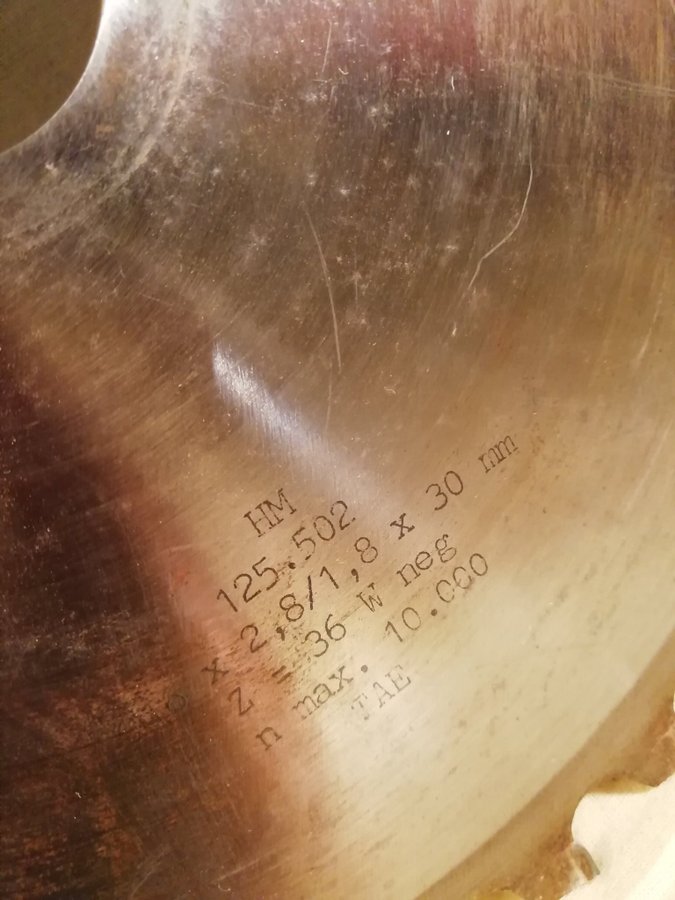 HM
125.502
x 2,8/1,8 x 30 mm
Z = 36 W neg
n max. 10.000
TAE